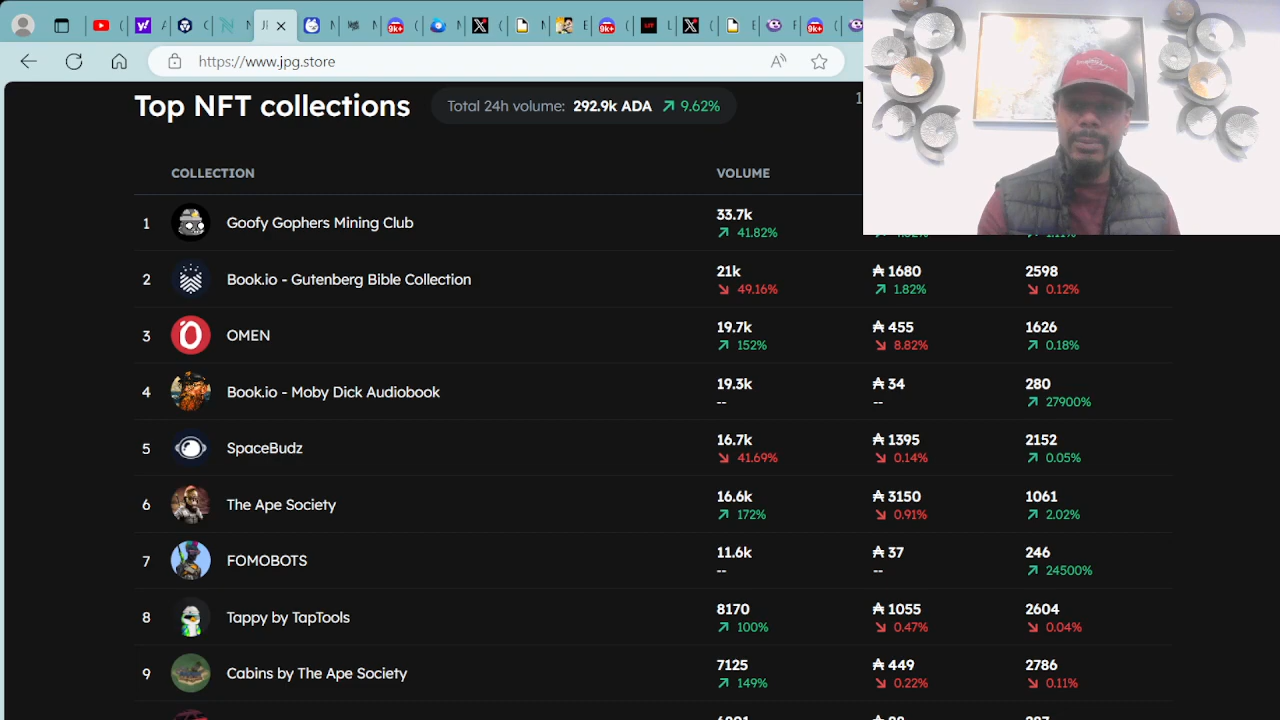 https://www.jpg.store
Top NFT collections
Total 24h volume: 292.9k ADA 9.62%
COLLECTION VOLUME
1 Goofy Gophers Mining Club 33.7k
41.82%
2 Book.io - Gutenberg Bible Collection 21k ₳ 1680 2598
49.16% 1.82% 0.12%
3 OMEN 19.7k ₳ 455 1626
152% 8.82% 0.18%
4 Book.io - Moby Dick Audiobook 19.3k ₳ 34 280
-- -- 27900%
5 SpaceBudz 16.7k ₳ 1395 2152
41.69% 0.14% 0.05%
6 The Ape Society 16.6k ₳ 3150 1061
172% 0.91% 2.02%
7 FOMOBOTS 11.6k ₳ 37 246
-- -- 24500%
8 Tappy by TapTools 8170 ₳ 1055 2604
100% 0.47% 0.04%
9 Cabins by The Ape Society 7125 ₳ 449 2786
149% 0.22% 0.11%